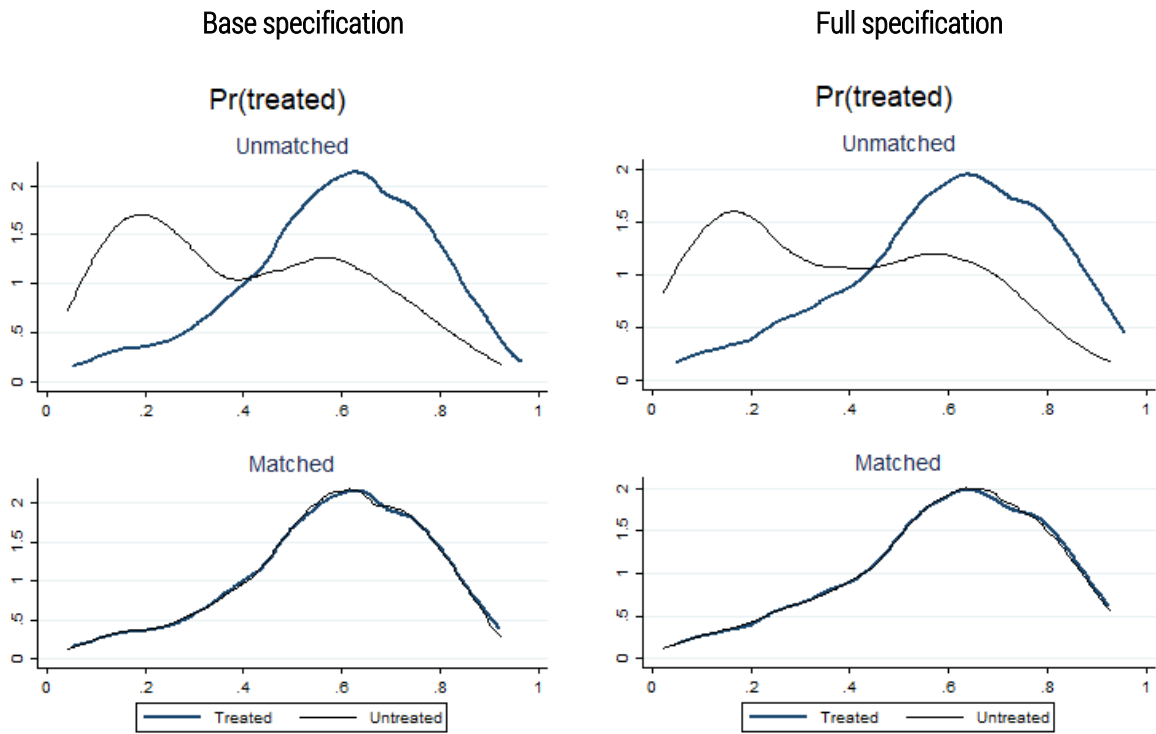 Base specification
Full specification
Pr(treated)
Pr(treated)
Unmatched
Unmatched
2
1.5
1
.5
0
0 .2 .4 .6 .8 1
2
1.5
1
.5
0
0 .2 .4 .6 .8 1
Matched
Matched
2
1.5
1
.5
0
0 .2 .4 .6 .8 1
2
1.5
1
.5
0
0 .2 .4 .6 .8 1
Treated Untreated
Treated Untreated